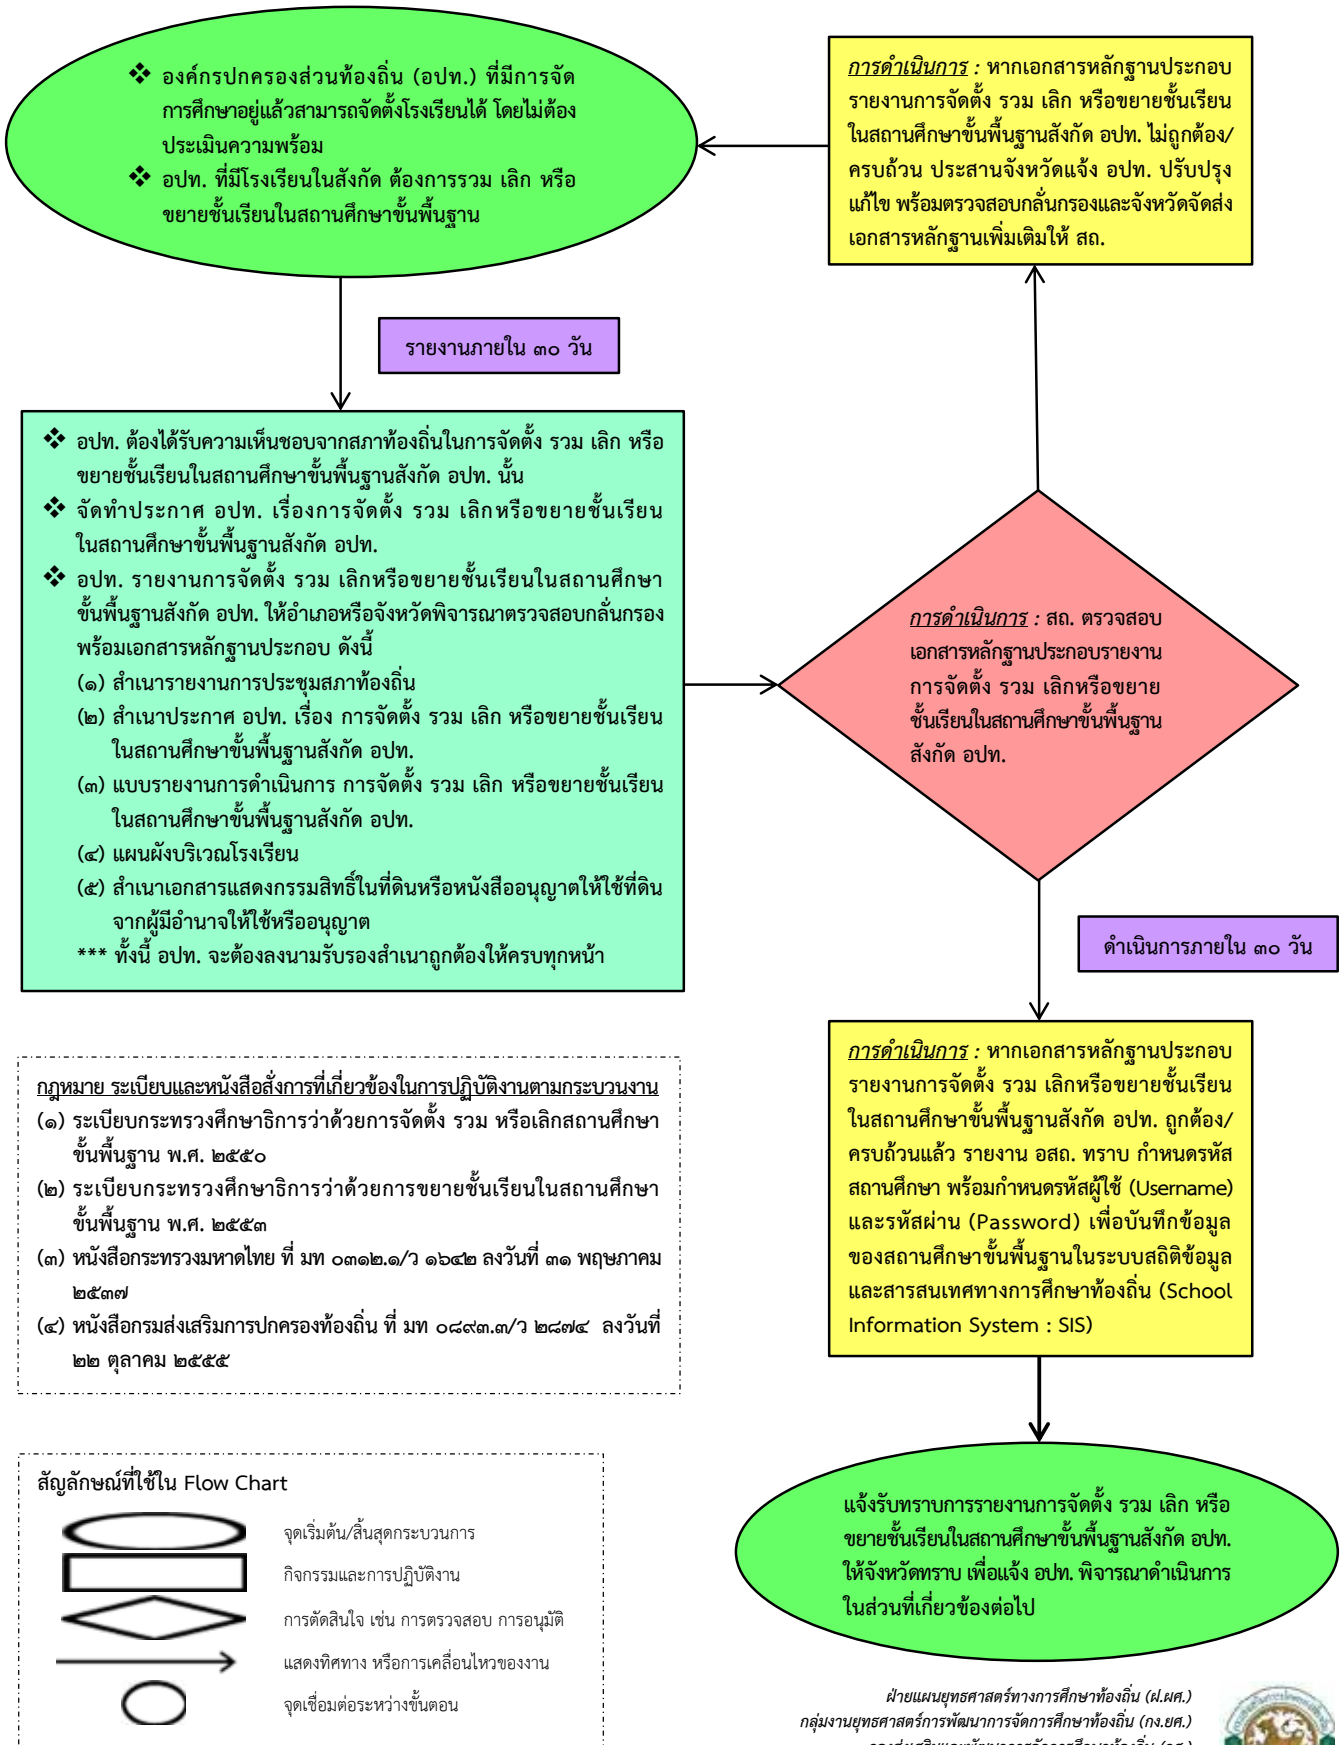 ❖ องค์กรปกครองส่วนท้องถิ่น (อปท.) ที่มีการจัด
การศึกษาอยู่แล้วสามารถจัดตั้งโรงเรียนได้ โดยไม่ต้อง
ประเมินความพร้อม
❖ อปท. ที่มีโรงเรียนในสังกัด ต้องการรวม เลิก หรือ
ขยายชั้นเรียนในสถานศึกษาขั้นพื้นฐาน
รายงานภายใน ๓๐ วัน
❖ อปท. ต้องได้รับความเห็นชอบจากสภาท้องถิ่นในการจัดตั้ง รวม เลิก หรือ
ขยายชั้นเรียนในสถานศึกษาขั้นพื้นฐานสังกัด อปท. นั้น
❖ จัดทำประกาศ อปท. เรื่องการจัดตั้ง รวม เลิกหรือขยายชั้นเรียน
ในสถานศึกษาขั้นพื้นฐานสังกัด อปท.
❖ อปท. รายงานการจัดตั้ง รวม เลิกหรือขยายชั้นเรียนในสถานศึกษา
ขั้นพื้นฐานสังกัด อปท. ให้อำเภอหรือจังหวัดพิจารณาตรวจสอบกลั่นกรอง
พร้อมเอกสารหลักฐานประกอบ ดังนี้
(๑) สำเนารายงานการประชุมสภาท้องถิ่น
(๒) สำเนาประกาศ อปท. เรื่อง การจัดตั้ง รวม เลิก หรือขยายชั้นเรียน
ในสถานศึกษาขั้นพื้นฐานสังกัด อปท.
(๓) แบบรายงานการดำเนินการ การจัดตั้ง รวม เลิก หรือขยายชั้นเรียน
ในสถานศึกษาขั้นพื้นฐานสังกัด อปท.
(๔) แผนผังบริเวณโรงเรียน
(๕) สำเนาเอกสารแสดงกรรมสิทธิ์ในที่ดินหรือหนังสืออนุญาตให้ใช้ที่ดิน
จากผู้มีอำนาจให้ใช้หรืออนุญาต
*** ทั้งนี้ อปท. จะต้องลงนามรับรองสำเนาถูกต้องให้ครบทุกหน้า
การดำเนินการ : สถ. ตรวจสอบ
เอกสารหลักฐานประกอบรายงาน
การจัดตั้ง รวม เลิกหรือขยาย
ชั้นเรียนในสถานศึกษาขั้นพื้นฐาน
สังกัด อปท.
การดำเนินการ : หากเอกสารหลักฐานประกอบ
รายงานการจัดตั้ง รวม เลิก หรือขยายชั้นเรียน
ในสถานศึกษาขั้นพื้นฐานสังกัด อปท. ไม่ถูกต้อง/
ครบถ้วน ประสานจังหวัดแจ้ง อปท. ปรับปรุง
แก้ไข พร้อมตรวจสอบกลั่นกรองและจังหวัดจัดส่ง
เอกสารหลักฐานเพิ่มเติมให้ สถ.
ดำเนินการภายใน ๓๐ วัน
การดำเนินการ : หากเอกสารหลักฐานประกอบ
รายงานการจัดตั้ง รวม เลิกหรือขยายชั้นเรียน
ในสถานศึกษาขั้นพื้นฐานสังกัด อปท. ถูกต้อง/
ครบถ้วนแล้ว รายงาน อสถ. ทราบ กำหนดรหัส
สถานศึกษา พร้อมกำหนดรหัสผู้ใช้ (Username)
และรหัสผ่าน (Password) เพื่อบันทึกข้อมูล
ของสถานศึกษาขั้นพื้นฐานในระบบสถิติข้อมูล
และสารสนเทศทางการศึกษาท้องถิ่น (School
Information System : SIS)
แจ้งรับทราบการรายงานการจัดตั้ง รวม เลิก หรือ
ขยายชั้นเรียนในสถานศึกษาขั้นพื้นฐานสังกัด อปท.
ให้จังหวัดทราบ เพื่อแจ้ง อปท. พิจารณาดำเนินการ
ในส่วนที่เกี่ยวข้องต่อไป
กฎหมาย ระเบียบและหนังสือสั่งการที่เกี่ยวข้องในการปฏิบัติงานตามกระบวนงาน
(๑) ระเบียบกระทรวงศึกษาธิการว่าด้วยการจัดตั้ง รวม หรือเลิกสถานศึกษา
ขั้นพื้นฐาน พ.ศ. ๒๕๕๐
(๒) ระเบียบกระทรวงศึกษาธิการว่าด้วยการขยายชั้นเรียนในสถานศึกษา
ขั้นพื้นฐาน พ.ศ. ๒๕๕๓
(๓) หนังสือกระทรวงมหาดไทย ที่ มท ๐๓๑๒.๑/ว ๑๖๔๒ ลงวันที่ ๓๑ พฤษภาคม
๒๕๓๗
(๔) หนังสือกรมส่งเสริมการปกครองท้องถิ่น ที่ มท ๐๘๙๓.๓/ว ๒๘๗๔ ลงวันที่
๒๒ ตุลาคม ๒๕๕๕
สัญลักษณ์ที่ใช้ใน Flow Chart
จุดเริ่มต้น/สิ้นสุดกระบวนการ
กิจกรรมและการปฏิบัติงาน
การตัดสินใจ เช่น การตรวจสอบ การอนุมัติ
แสดงทิศทาง หรือการเคลื่อนไหวของงาน
จุดเชื่อมต่อระหว่างขั้นตอน
ฝ่ายแผนยุทธศาสตร์ทางการศึกษาท้องถิ่น (ฝ.ผศ.)
กลุ่มงานยุทธศาสตร์การพัฒนาการจัดการศึกษาท้องถิ่น (กง.ยศ.)